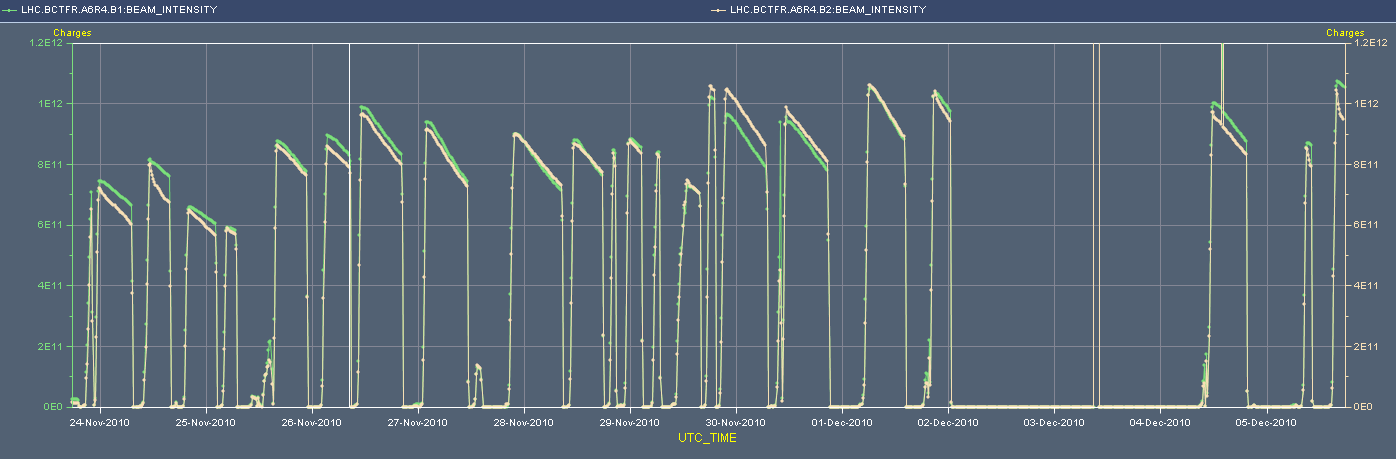 LHC.BCTFR.A6R4.B1:BEAM_INTENSITY LHC.BCTFR.A6R4.B2:BEAM_INTENSITY
Charges Charges
1.2E12 1.2E12
1E12 1E12
8E11 8E11
6E11 6E11
4E11 4E11
2E11 2E11
0E0 0E0
24-Nov-2010 25-Nov-2010 26-Nov-2010 27-Nov-2010 28-Nov-2010 29-Nov-2010 30-Nov-2010 01-Dec-2010 02-Dec-2010 03-Dec-2010 04-Dec-2010 05-Dec-2010
UTC_TIME